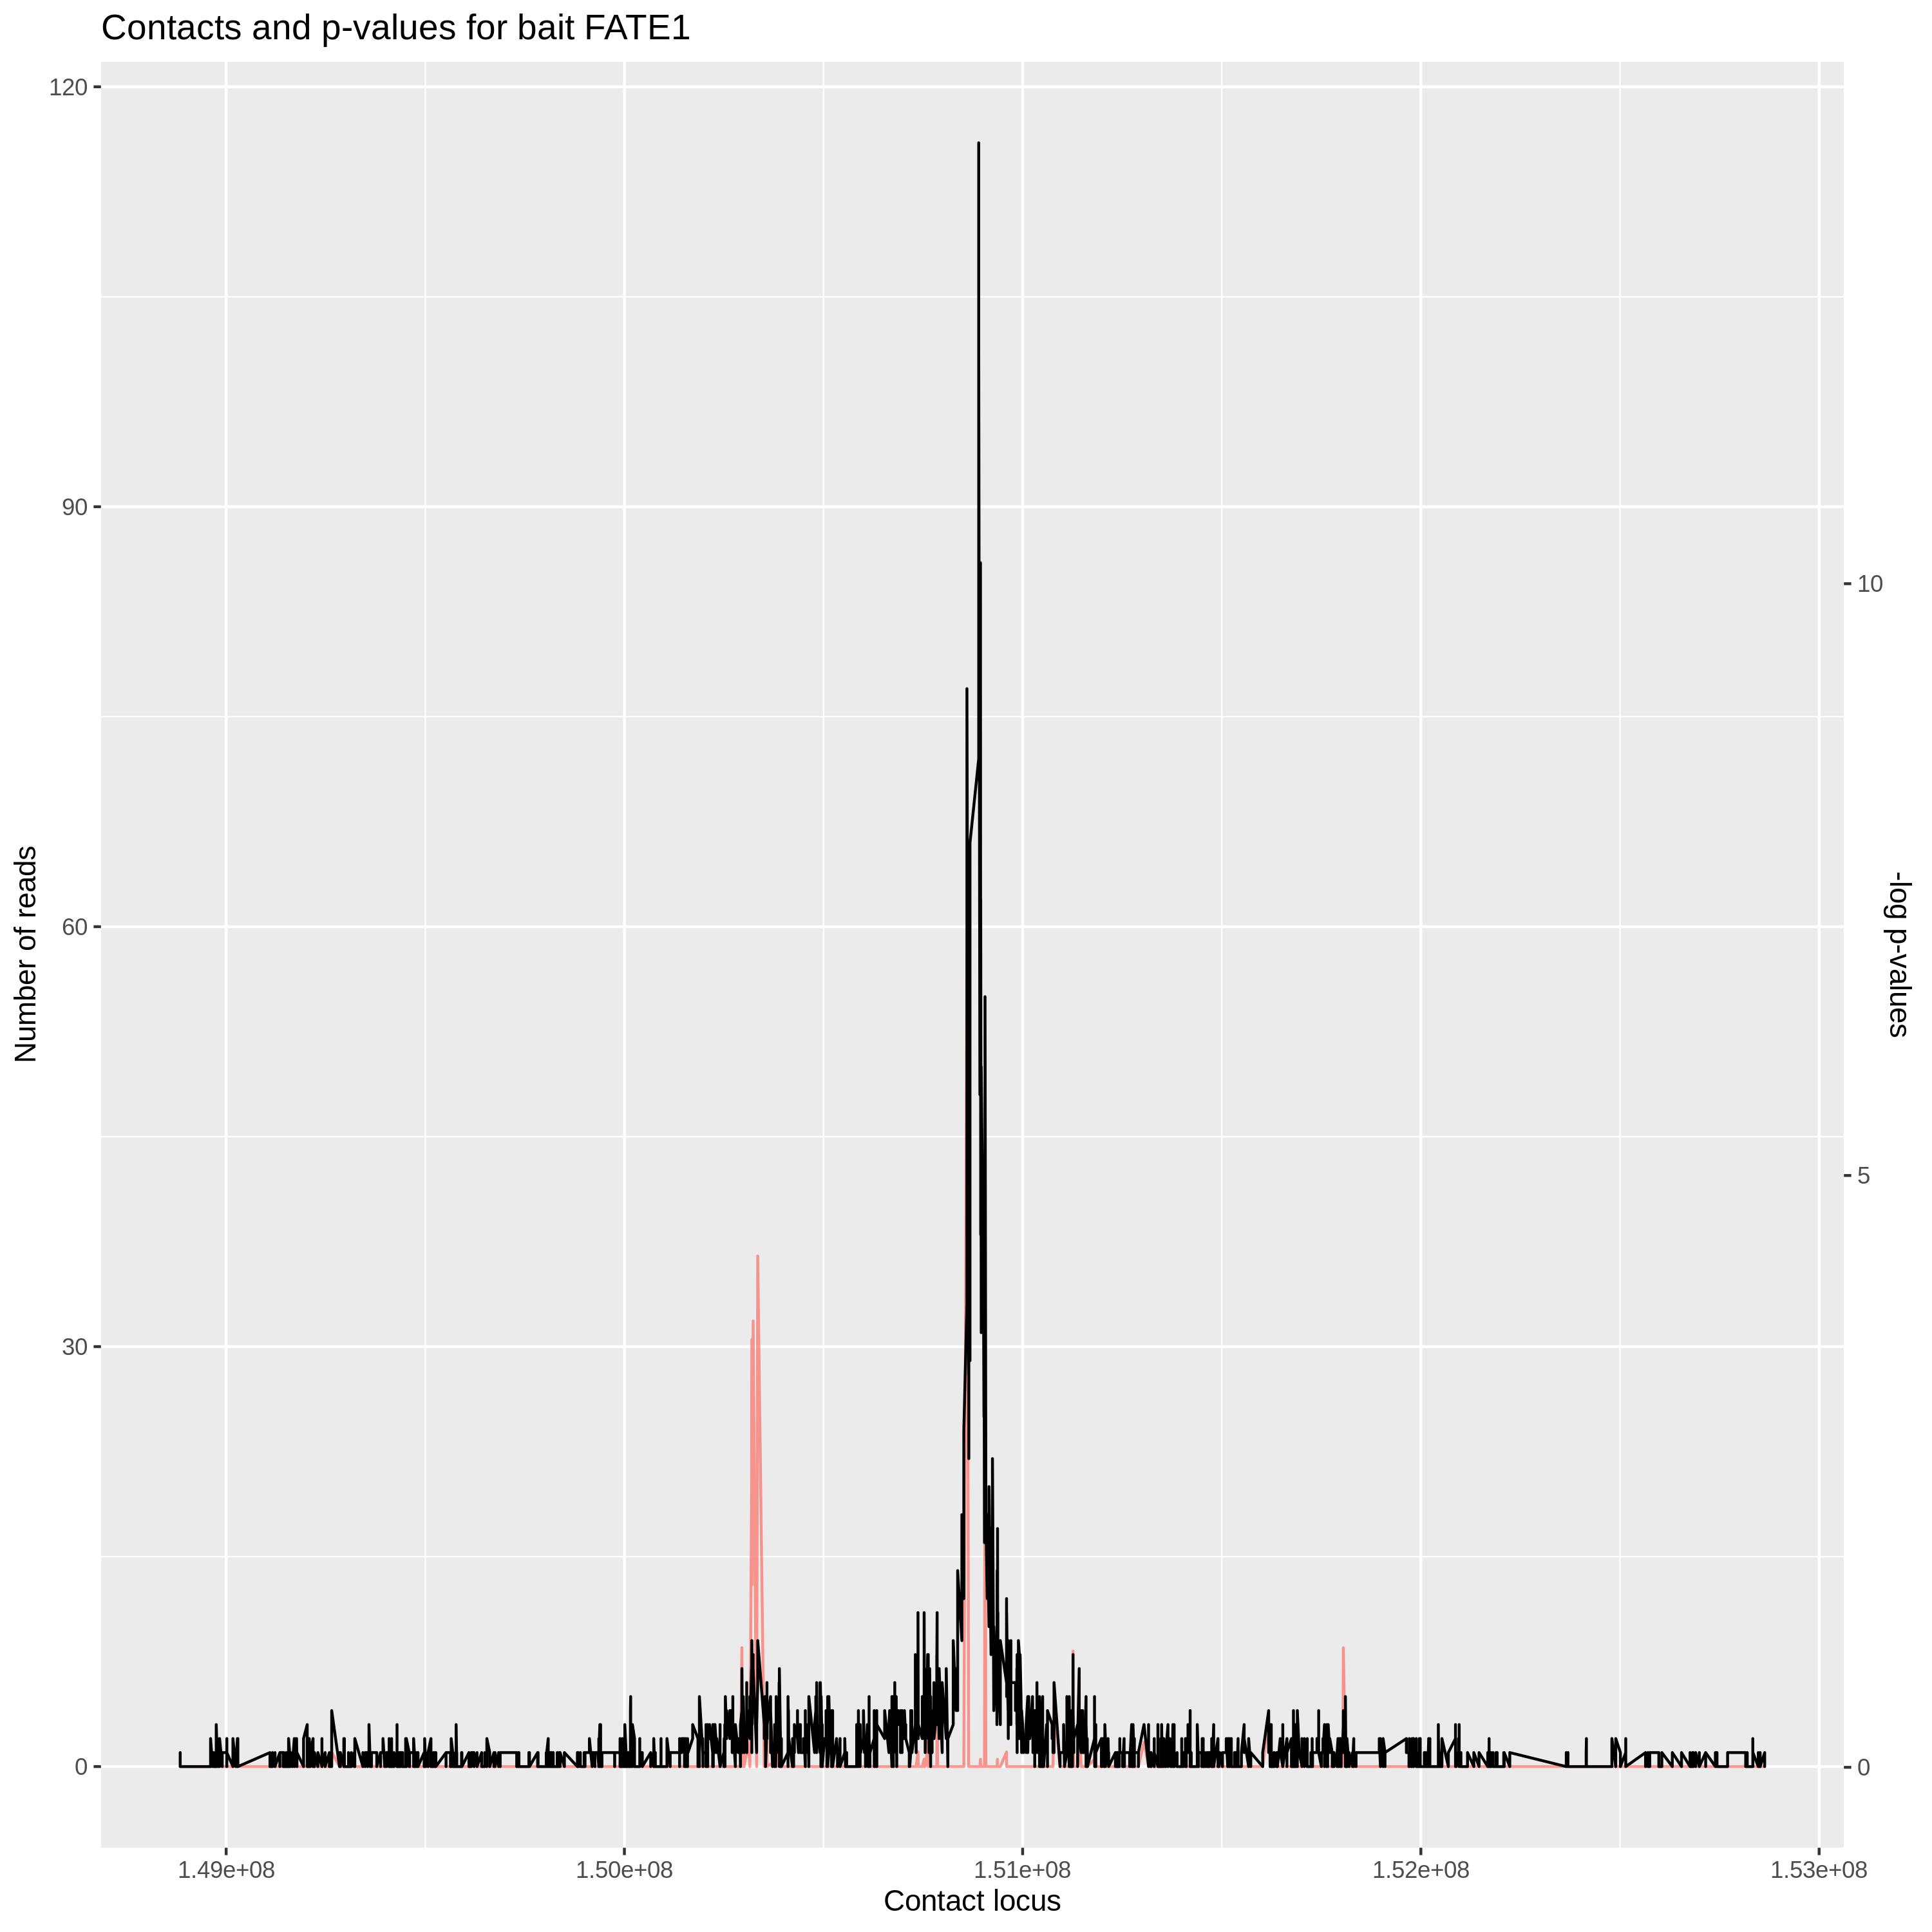 Contacts and p-values for bait FATE1
120
90
60
30
0
10
5
0
Number of reads
-log p-values
1.49e+08
1.50e+08
1.51e+08
1.52e+08
1.53e+08
Contact locus